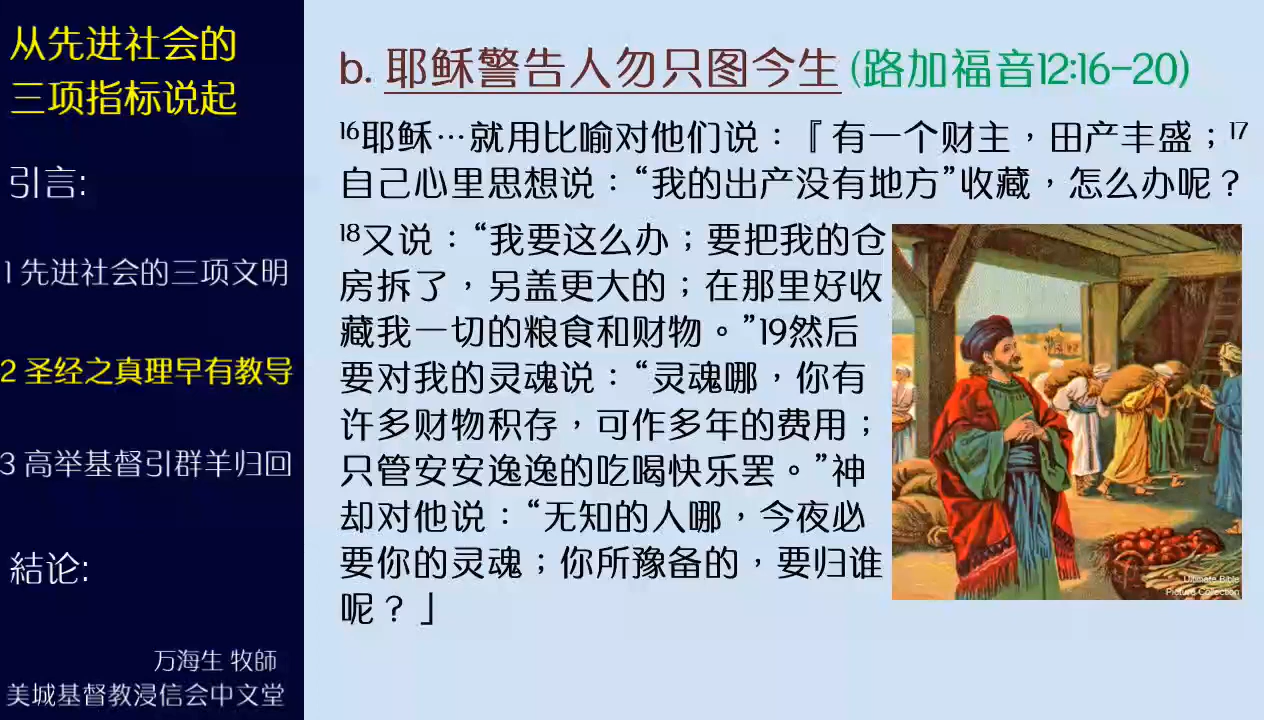 从先进社会的
三项指标说起
引言:
1 先进社会的三项文明
2 圣经之真理早有教导
3 高举基督引群羊归回
結论:
万海生 牧師
美城基督教浸信会中文堂
b. 耶稣警告人勿只图今生 (路加福音12:16-20)
16耶稣…就用比喻对他们说：『有一个财主，田产丰盛；17
自己心里思想说：“我的出产没有地方”收藏，怎么办呢？
18又说：“我要这么办；要把我的仓
房拆了，另盖更大的；在那里好收
藏我一切的粮食和财物。”19然后
要对我的灵魂说：“灵魂哪，你有
许多财物积存，可作多年的费用；
只管安安逸逸的吃喝快乐罢。”神
却对他说：“无知的人哪，今夜必
要你的灵魂；你所豫备的，要归谁
呢？」
Ultimate Bible
Picture Collection